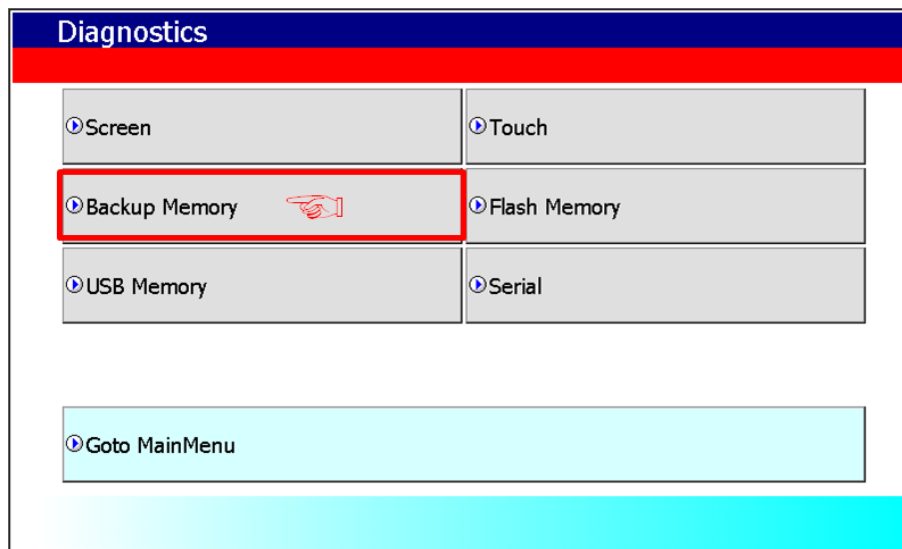 Diagnostics
Screen
Touch
Backup Memory
Flash Memory
USB Memory
Serial
Goto MainMenu